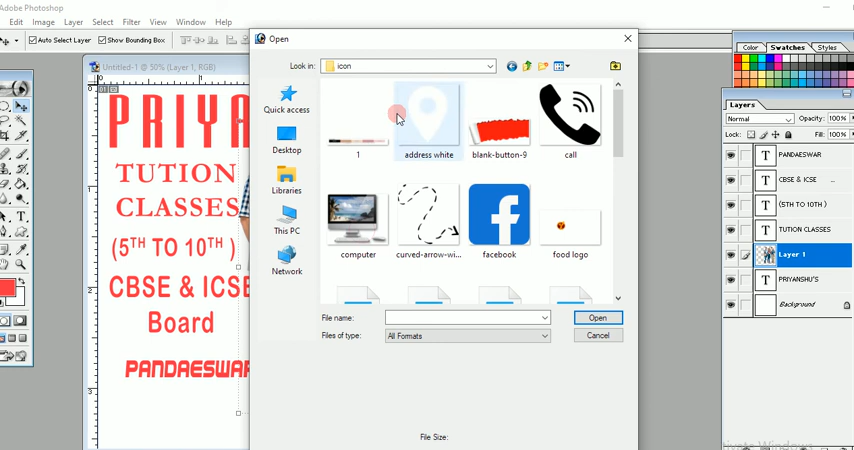 Adobe Photoshop
Edit Image Layer Select Filter View Window Help
Auto Select Layer Show Bounding Box
Untitled-1 @ 50% (Layer 1, RGB)
PRIYA
TUTION
CLASSES
(5TH TO 10TH )
CBSE & ICSE
Board
PANDAESWAR
Open
Look in: icon
Quick access
Desktop
Libraries
This PC
Network
1 address white blank-button-9 call
computer curved-arrow-wi... facebook food logo
File name: Open
Files of type: All Formats Cancel
File Size:
Color Swatches Styles
Layers
Normal Opacity: 100%
Lock: Fill: 100%
PANDAESWAR
CBSE & ICSE ...
(5TH TO 10TH )
TUTION CLASSES
Layer 1
PRIYANSHU'S
Background